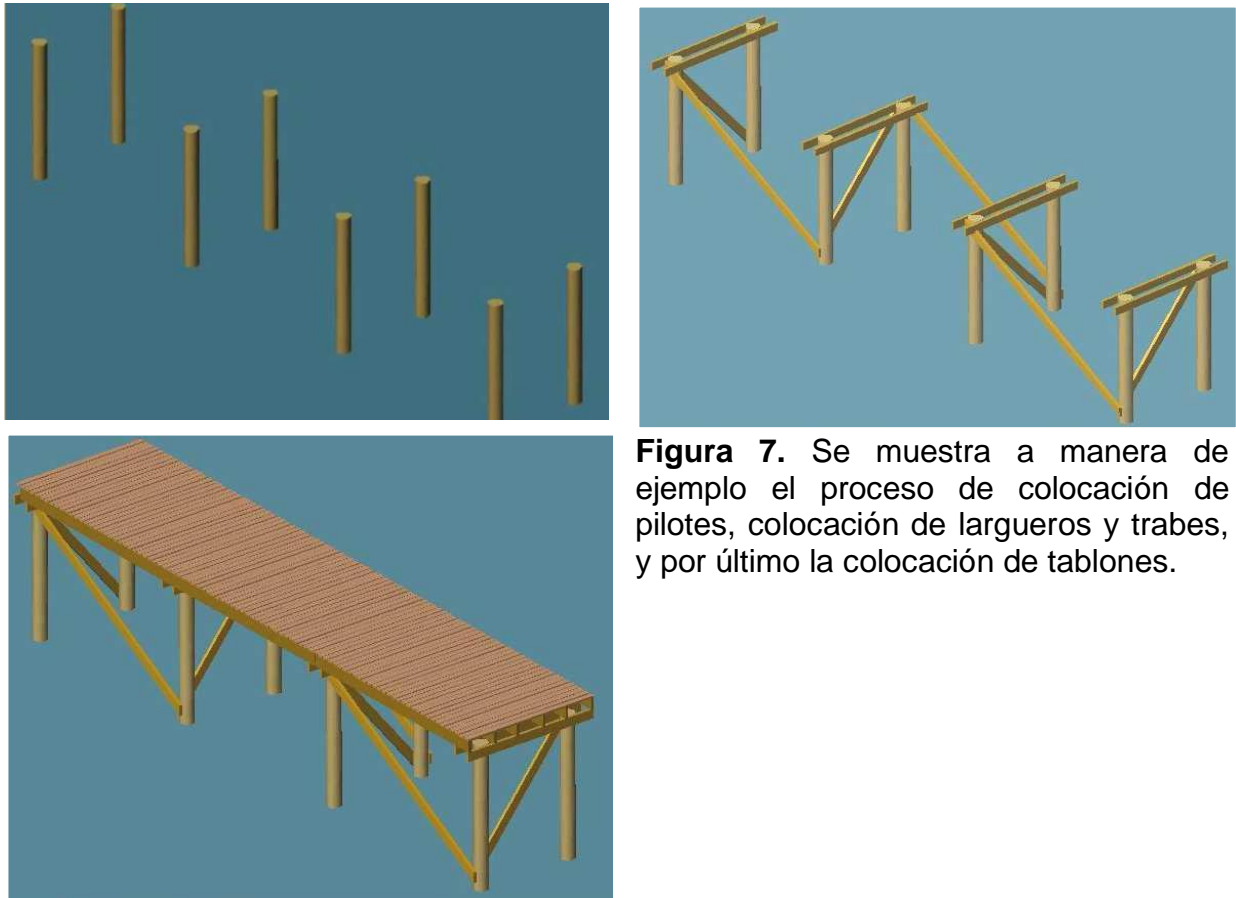 Figura 7. Se muestra a manera de
ejemplo el proceso de colocación de
pilotes, colocación de largueros y trabes,
y por último la colocación de tablones.